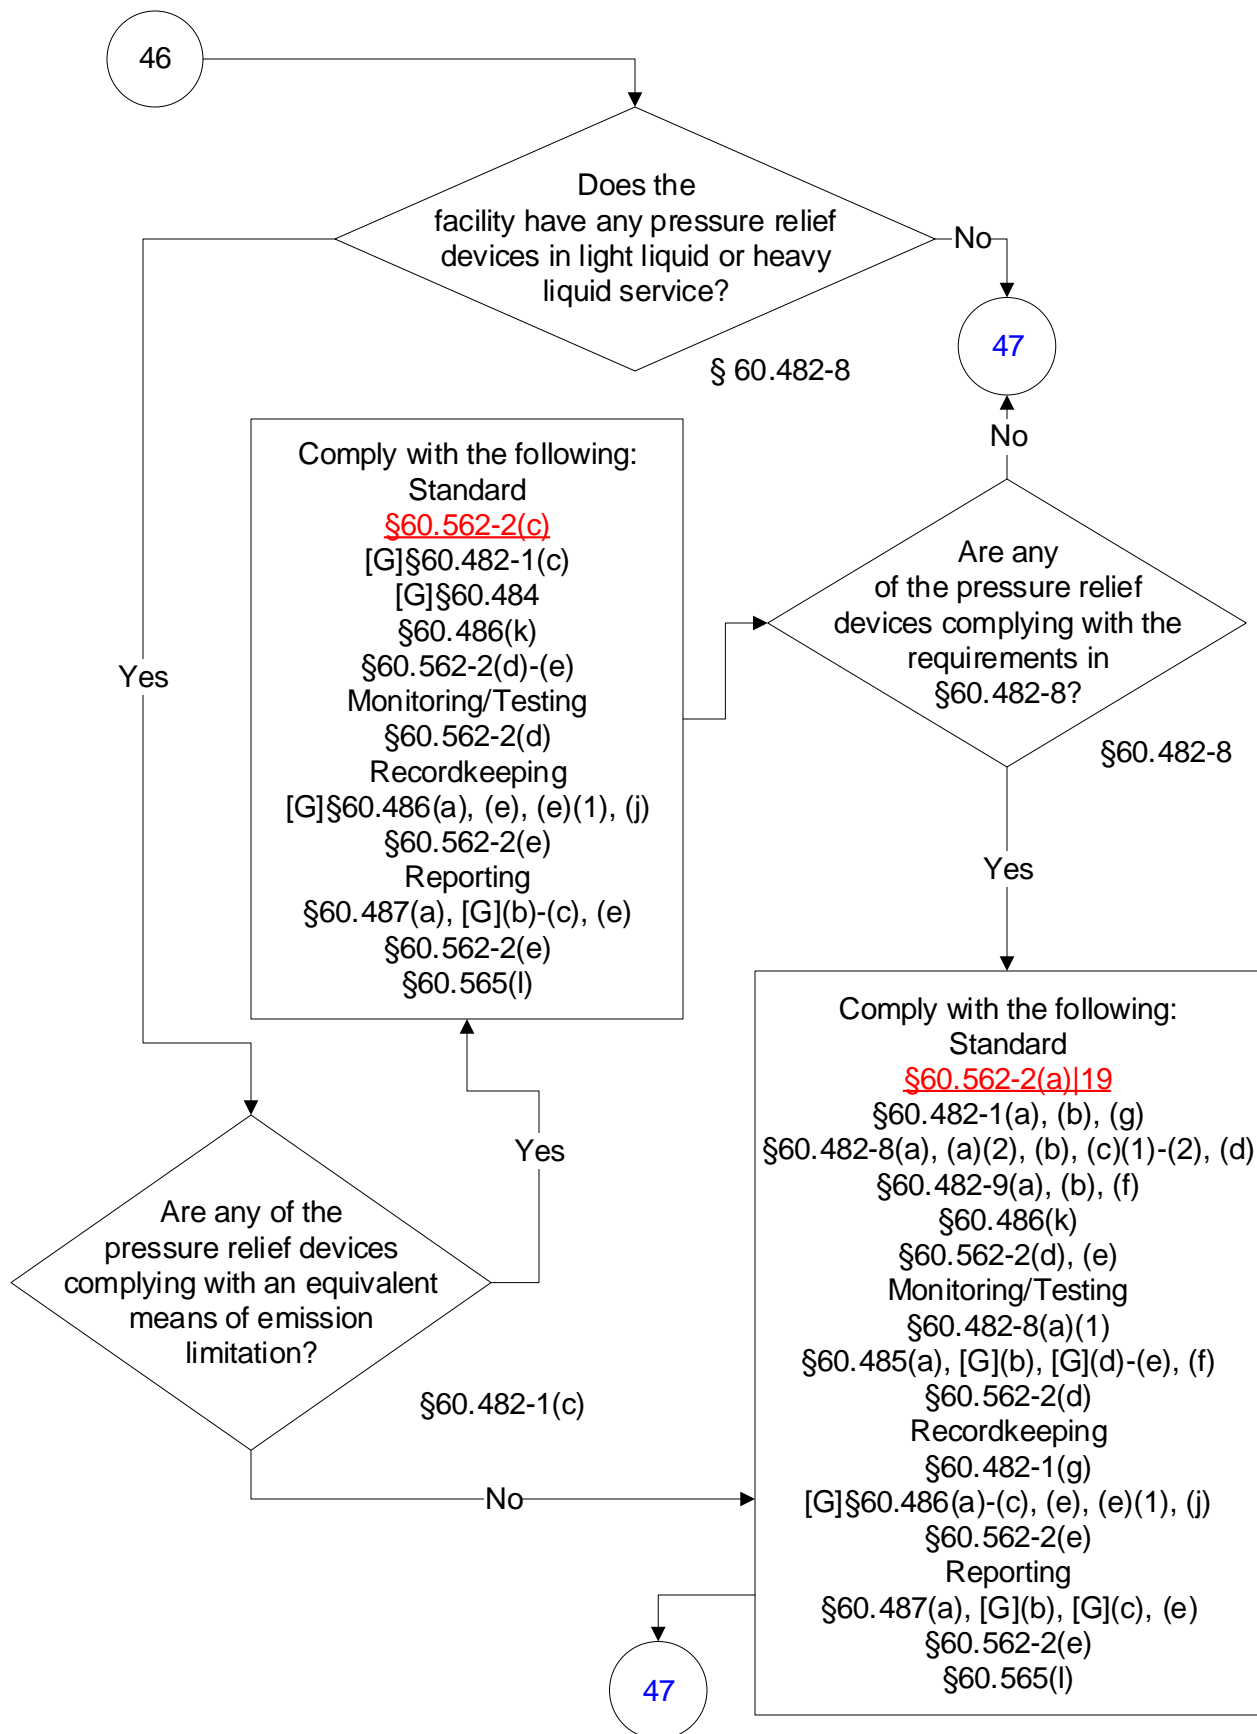 46
Does the
facility have any pressure relief
devices in light liquid or heavy
liquid service?
No
47
§ 60.482-8
Yes
Comply with the following:
Standard
§60.562-2(c)
[G]§60.482-1(c)
[G]§60.484
§60.486(k)
§60.562-2(d)-(e)
Monitoring/Testing
§60.562-2(d)
Recordkeeping
[G]§60.486(a), (e), (e)(1), (j)
§60.562-2(e)
Reporting
§60.487(a), [G](b)-(c), (e)
§60.562-2(e)
§60.565(l)
No
Are any
of the pressure relief
devices complying with the
requirements in
§60.482-8?
§60.482-8
Yes
Are any of the
pressure relief devices
complying with an equivalent
means of emission
limitation?
§60.482-1(c)
Yes
No
Comply with the following:
Standard
§60.562-2(a)|19
§60.482-1(a), (b), (g)
§60.482-8(a), (a)(2), (b), (c)(1)-(2), (d)
§60.482-9(a), (b), (f)
§60.486(k)
§60.562-2(d), (e)
Monitoring/Testing
§60.482-8(a)(1)
§60.485(a), [G](b), [G](d)-(e), (f)
§60.562-2(d)
Recordkeeping
§60.482-1(g)
[G]§60.486(a)-(c), (e), (e)(1), (j)
§60.562-2(e)
Reporting
§60.487(a), [G](b), [G](c), (e)
§60.562-2(e)
§60.565(l)
47